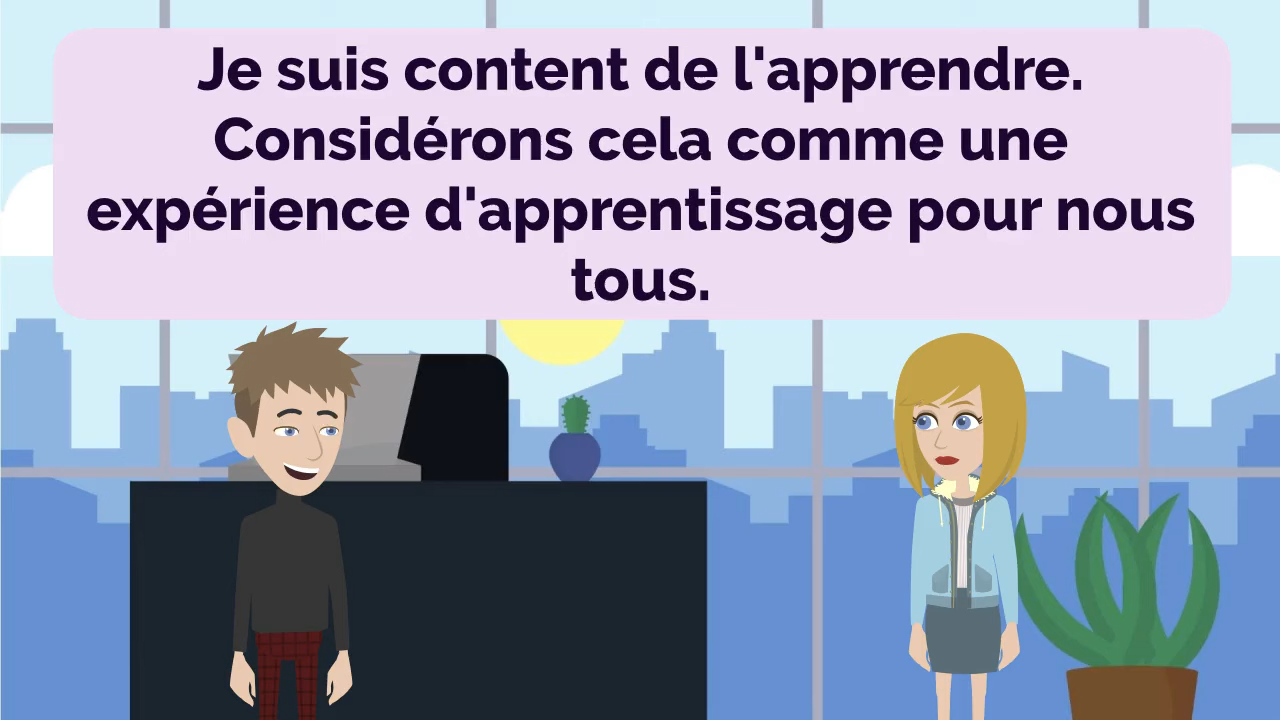 Je suis content de l'apprendre.
Considérons cela comme une
expérience d'apprentissage pour nous
tous.